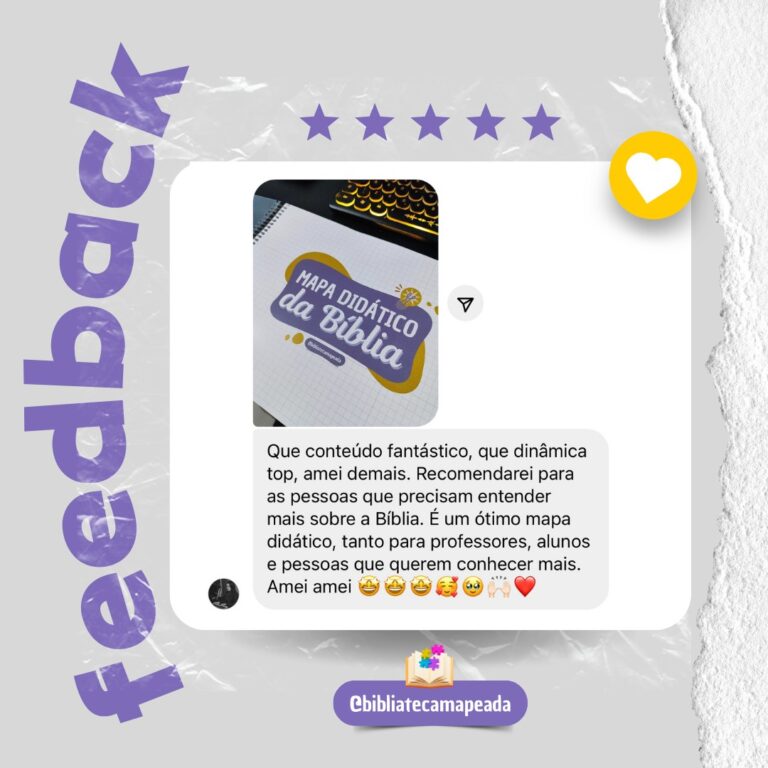 feedback
MAPA DIDÁTICO
da Bíblia
@bibliatecamapeada
Que conteúdo fantástico, que dinâmica
top, amei demais. Recomendarei para
as pessoas que precisam entender
mais sobre a Bíblia. É um ótimo mapa
didático, tanto para professores, alunos
e pessoas que querem conhecer mais.
Amei amei 🤩🤩🤩🥰🥹🙌🏻❤️
@bibliatecamapeada